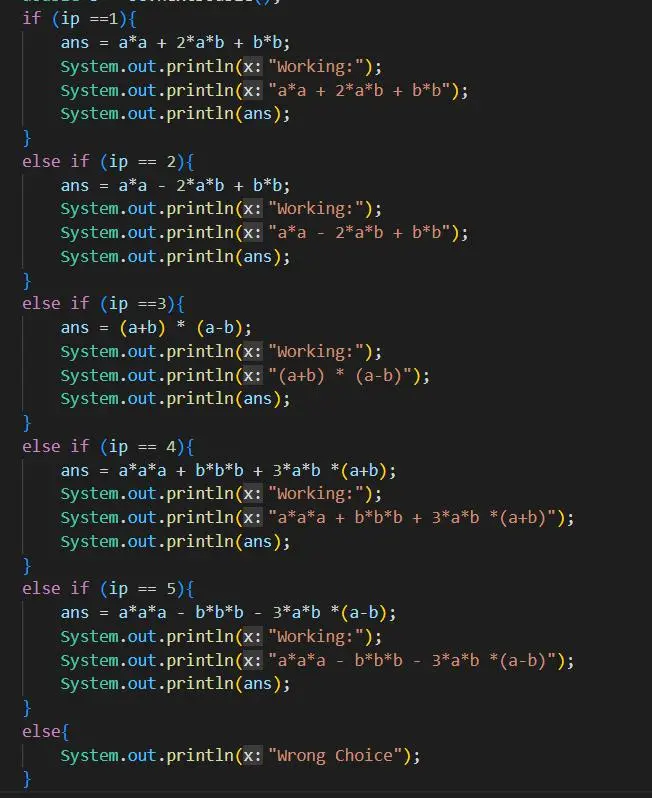 if (ip ==1){
    ans = a*a + 2*a*b + b*b;
    System.out.println(x: "Working:");
    System.out.println(x: "a*a + 2*a*b + b*b");
    System.out.println(ans);
}
else if (ip == 2){
    ans = a*a - 2*a*b + b*b;
    System.out.println(x: "Working:");
    System.out.println(x: "a*a - 2*a*b + b*b");
    System.out.println(ans);
}
else if (ip ==3){
    ans = (a+b) * (a-b);
    System.out.println(x: "Working:");
    System.out.println(x: "(a+b) * (a-b)");
    System.out.println(ans);
}
else if (ip == 4){
    ans = a*a*a + b*b*b + 3*a*b *(a+b);
    System.out.println(x: "Working:");
    System.out.println(x: "a*a*a + b*b*b + 3*a*b *(a+b)");
    System.out.println(ans);
}
else if (ip == 5){
    ans = a*a*a - b*b*b - 3*a*b *(a-b);
    System.out.println(x: "Working:");
    System.out.println(x: "a*a*a - b*b*b - 3*a*b *(a-b)");
    System.out.println(ans);
}
else{
    System.out.println(x: "Wrong Choice");
}